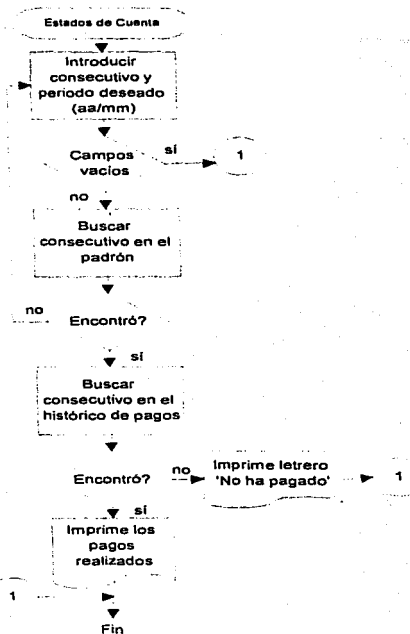 Estados de Cuenta
Introducir
consecutivo y
periodo deseado
(aa/mm)
Campos
vacíos
sí
1
no
Buscar
consecutivo en el
padrón
no
Encontró?
sí
Buscar
consecutivo en el
histórico de pagos
Encontró?
no
Imprime letrero
'No ha pagado'
1
sí
Imprime los
pagos
realizados
1
Fin